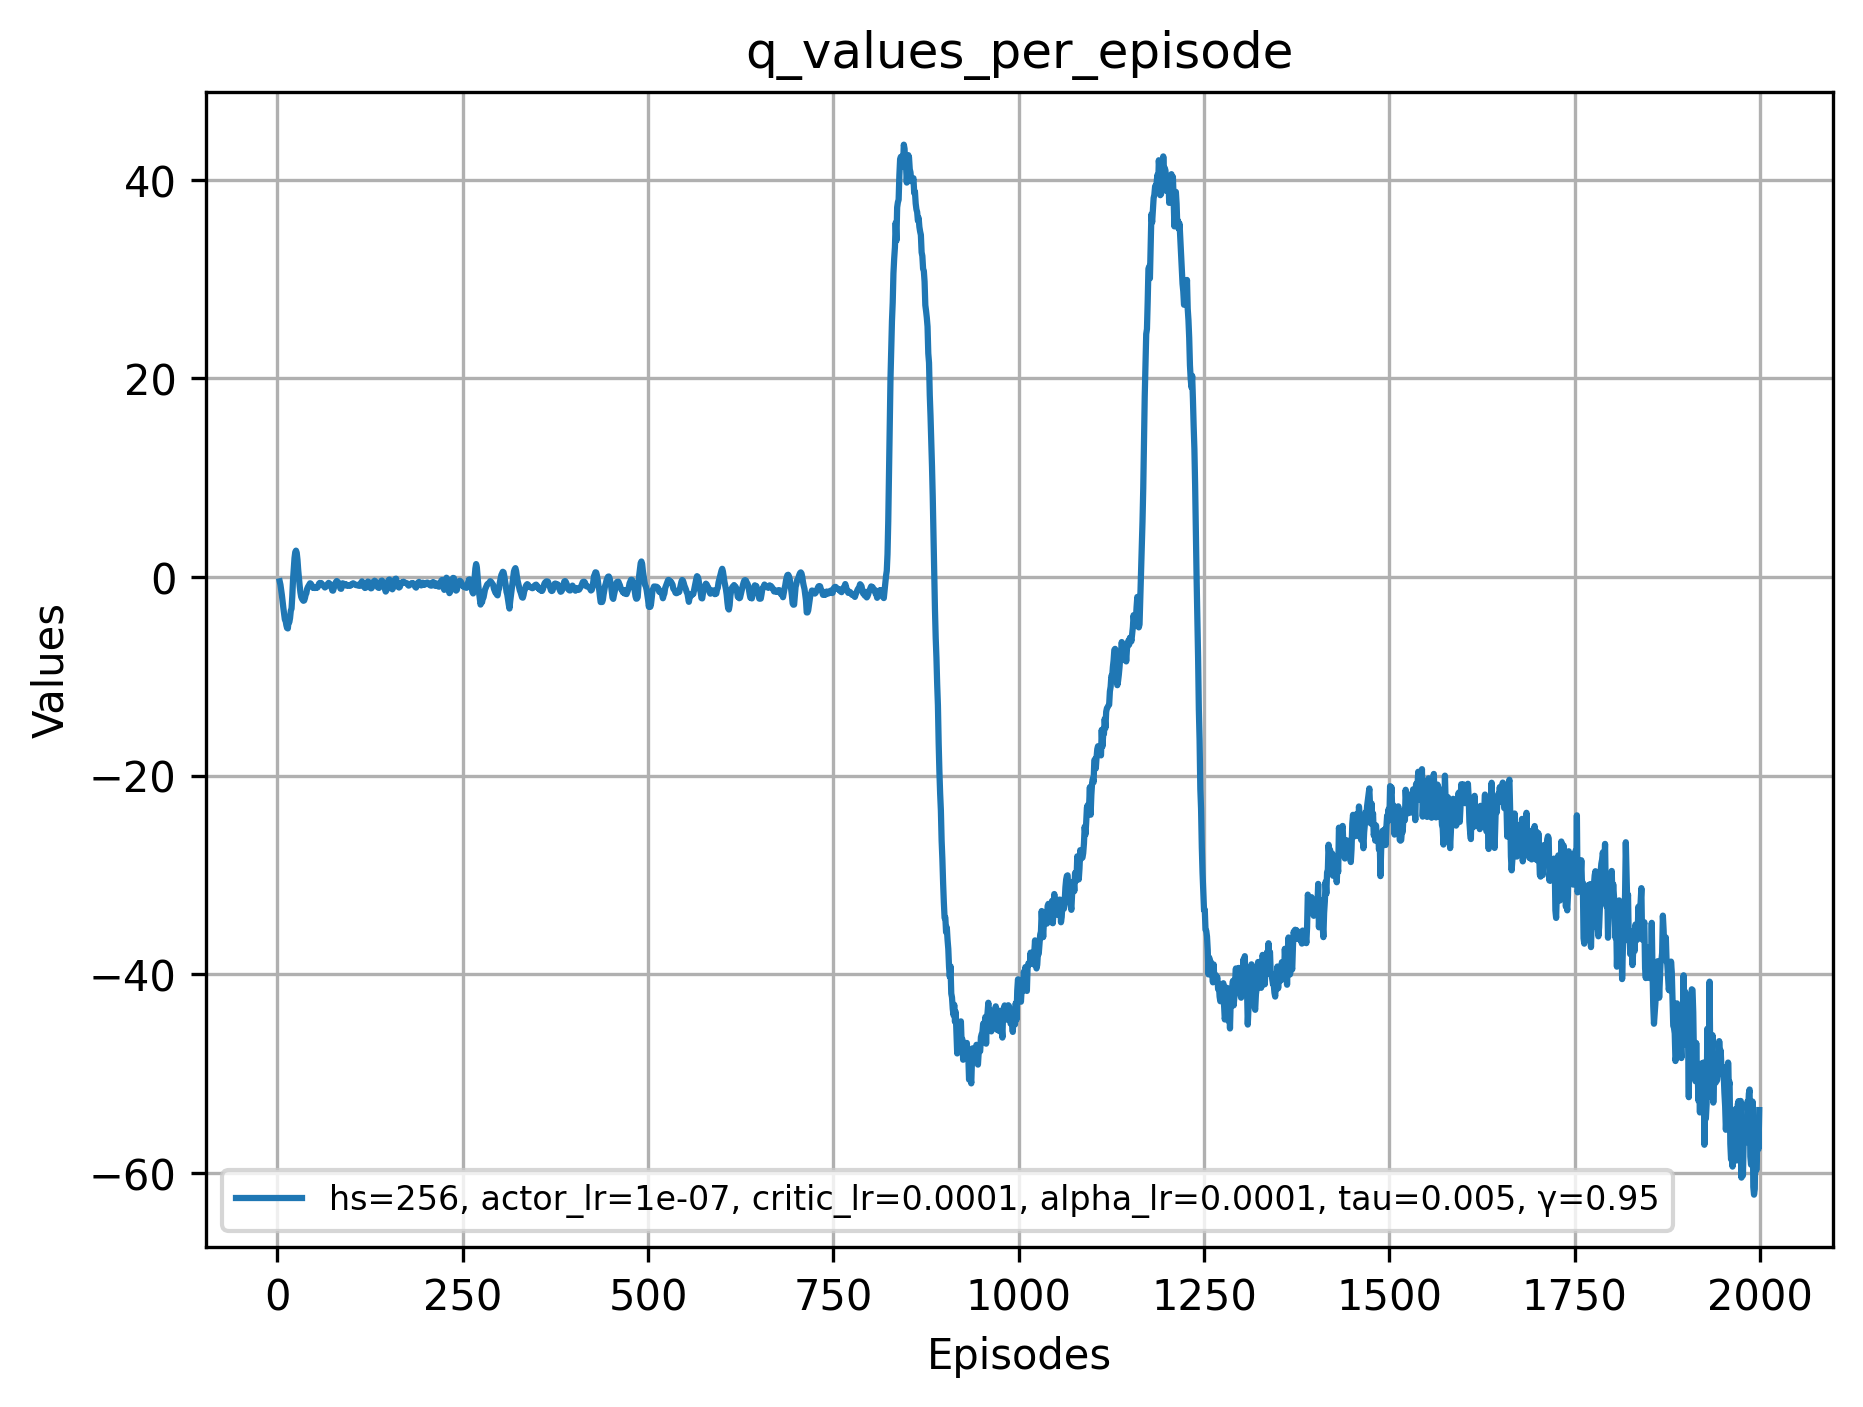 q_values_per_episode
Values
40
20
0
−20
−40
−60
hs=256, actor_lr=1e-07, critic_lr=0.0001, alpha_lr=0.0001, tau=0.005, γ=0.95
0 250 500 750 1000 1250 1500 1750 2000
Episodes